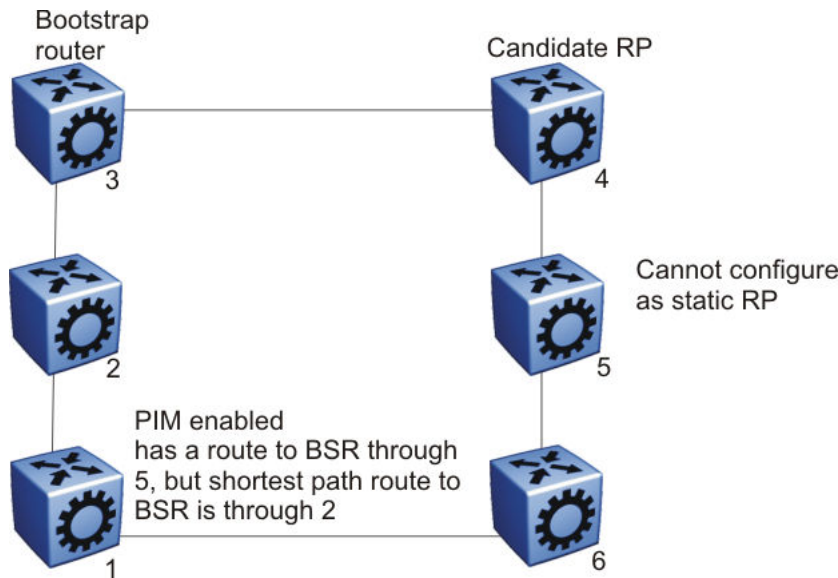 Bootstrap
router
Candidate RP
3
4
Cannot configure
as static RP
2
5
PIM enabled
has a route to BSR through
5, but shortest path route to
BSR is through 2
1
6